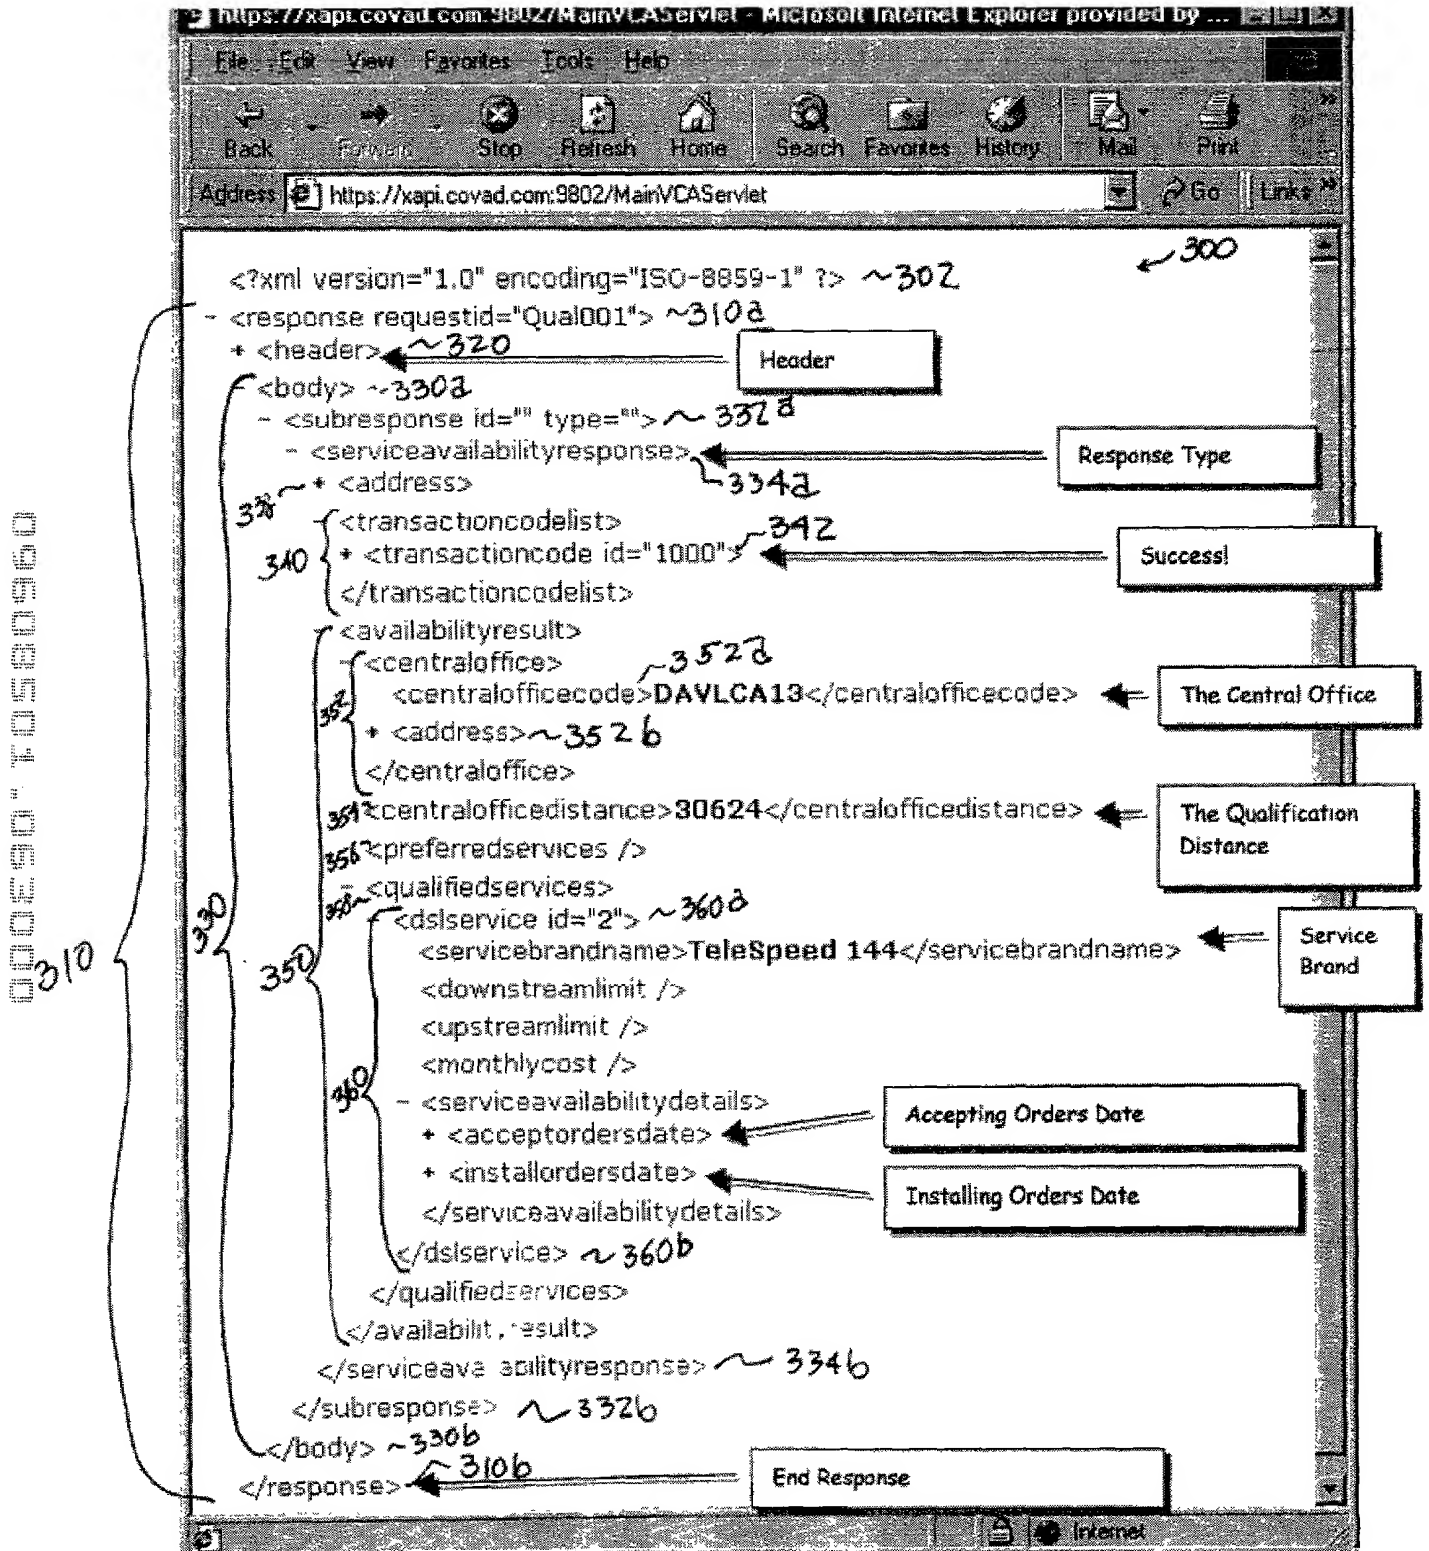 https://xapi.covad.com:9802/MainVCAServlet - Microsoft Internet Explorer provided by ...
File Edit View Favorites Tools Help
Back Forward Stop Refresh Home Search Favorites History Mail Print
Address https://xapi.covad.com:9802/MainVCAServlet Go Links
300
<?xml version="1.0" encoding="ISO-8859-1" ?> ~302
- <response requestid="Qual001"> ~310a
+ <header> ~320 Header
- <body> ~330a
- <subresponse id="" type=""> ~332a
- <serviceavailabilityresponse> Response Type
334a
338 ~ + <address>
- <transactioncodelist>
342
340 + <transactioncode id="1000"> Success!
</transactioncodelist>
- <availabilityresult>
- <centraloffice> ~352a
<centralofficecode>DAVLCA13</centralofficecode> The Central Office
352
+ <address> ~352b
</centraloffice>
354 <centralofficedistance>30624</centralofficedistance> The Qualification Distance
356 <preferredservices />
358 - <qualifiedservices>
<dslservice id="2"> ~360a
<servicebrandname>TeleSpeed 144</servicebrandname> Service Brand
310 330 350
<downstreamlimit />
<upstreamlimit />
<monthlycost />
360
- <serviceavailabilitydetails>
+ <acceptordersdate> Accepting Orders Date
+ <installordersdate> Installing Orders Date
</serviceavailabilitydetails>
</dslservice> ~360b
</qualifiedservices>
</availabilit. result>
</serviceava abilityresponse> ~334b
</subresponse> ~332b
</body> ~330b
</response> ~310b End Response
Internet